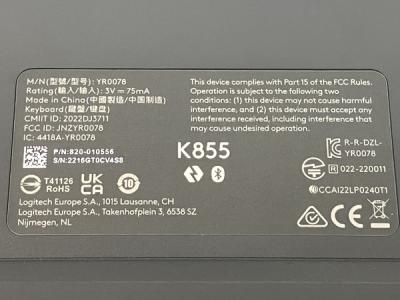 M/N(型號/型号): YR0078
Rating(輸入/输入): 3V ⎓ 75mA
Made in China(中國製造/中国制造)
Keyboard(鍵盤/键盘)
CMIIT ID: 2022DJ3711
FCC ID: JNZYR0078
IC: 4418A-YR0078
P/N:820-010556
S/N:2216GT0CV4S8
This device complies with Part 15 of the FCC Rules.
Operation is subject to the following two
conditions: (1) this device may not cause harmful
interference, and (2) this device must accept any
interference received, including interference that
may cause undesired operation.
K855
R-R-DZL-
YR0078
R 022-220011
CCAI22LP0240T1
T41126
RoHS
UK
CA
10
CE
Logitech Europe S.A., 1015 Lausanne, CH
Logitech Europe S.A., Takenhofplein 3, 6538 SZ
Nijmegen, NL